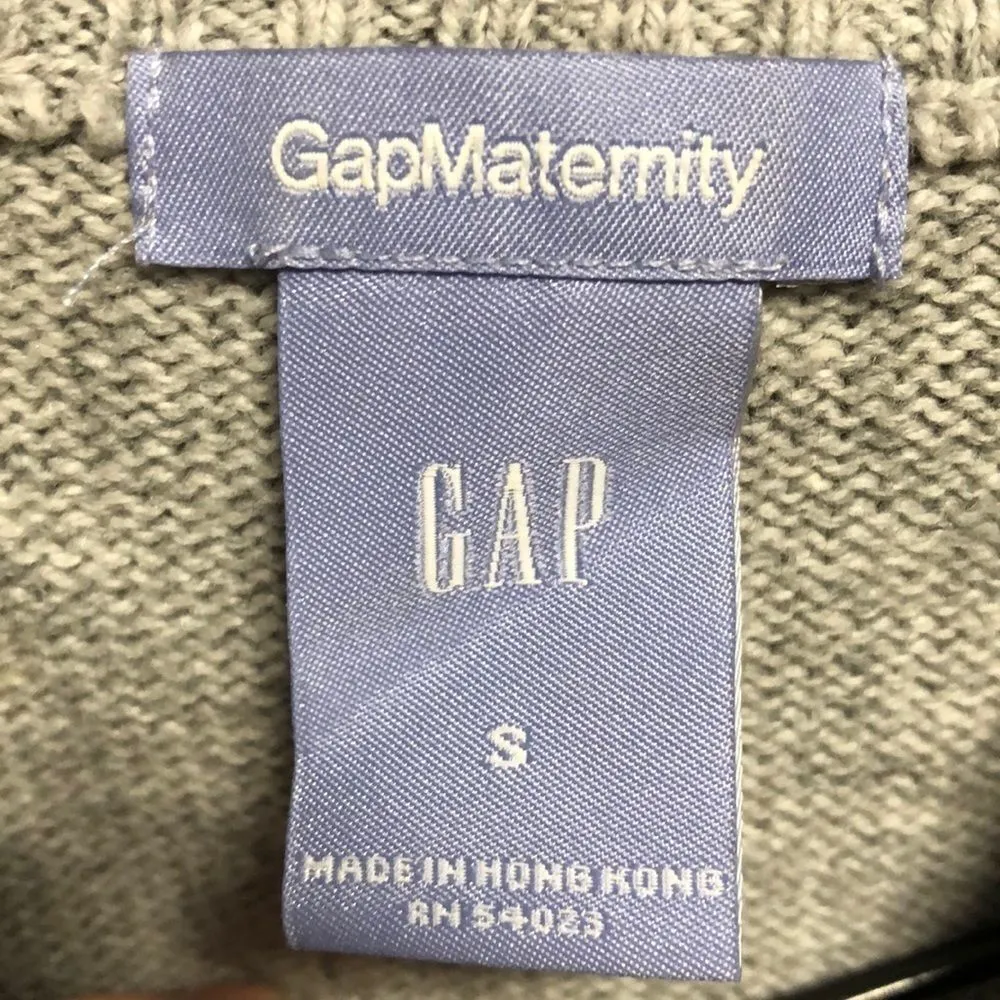 GapMaternity
GAP
S
MADE IN HONG KONG
RN 54023